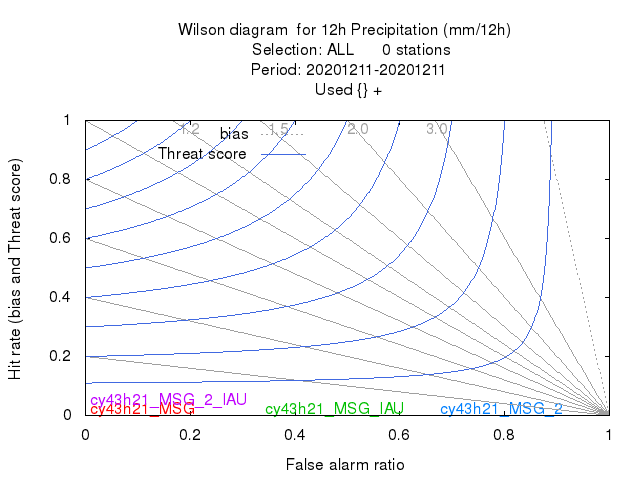 Wilson diagram  for 12h Precipitation (mm/12h)
Selection: ALL      0 stations
Period: 20201211-20201211
Used {} +
Hit rate (bias and Threat score)
1
0.8
0.6
0.4
0.2
0
1.2
1.5
2.0
3.0
bias
Threat score
cy43h21_MSG_2_IAU
cy43h21_MSG
cy43h21_MSG_IAU
cy43h21_MSG_2
0
0.2
0.4
0.6
0.8
1
False alarm ratio